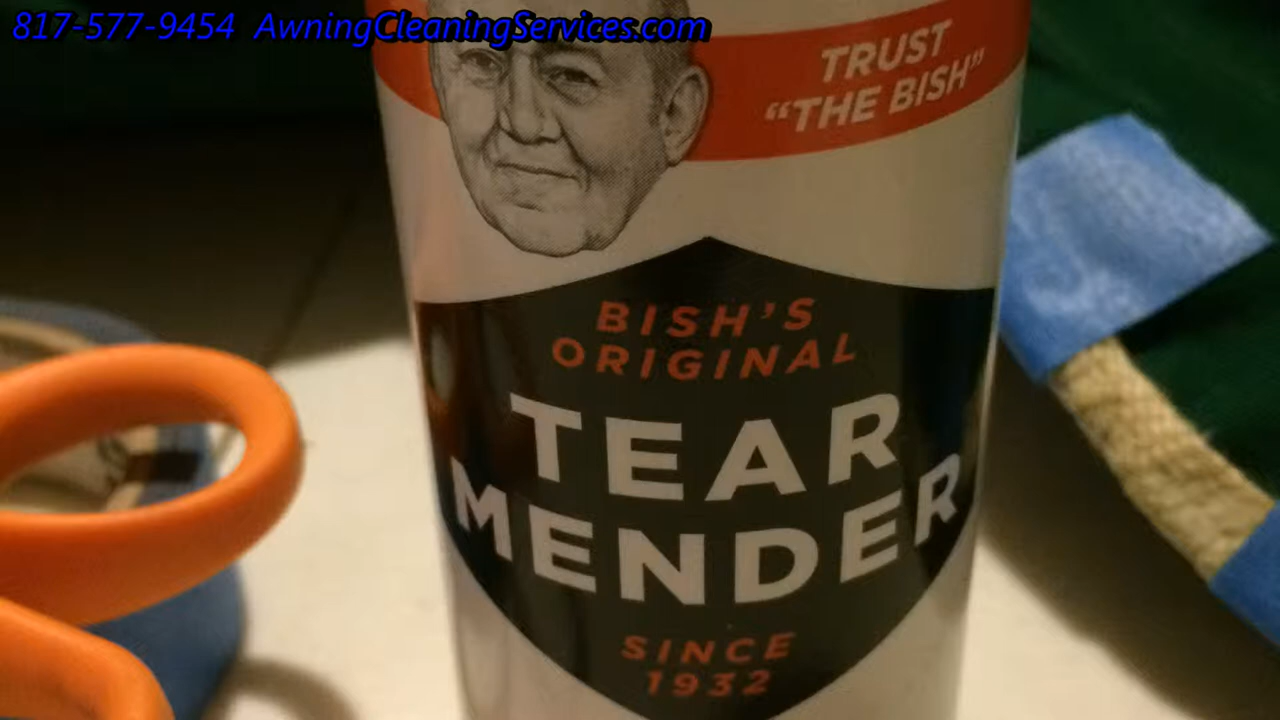 817-577-9454 AwningCleaningServices.com
TRUST
“THE BISH”
BISH'S
ORIGINAL
TEAR
MENDER
SINCE
1932